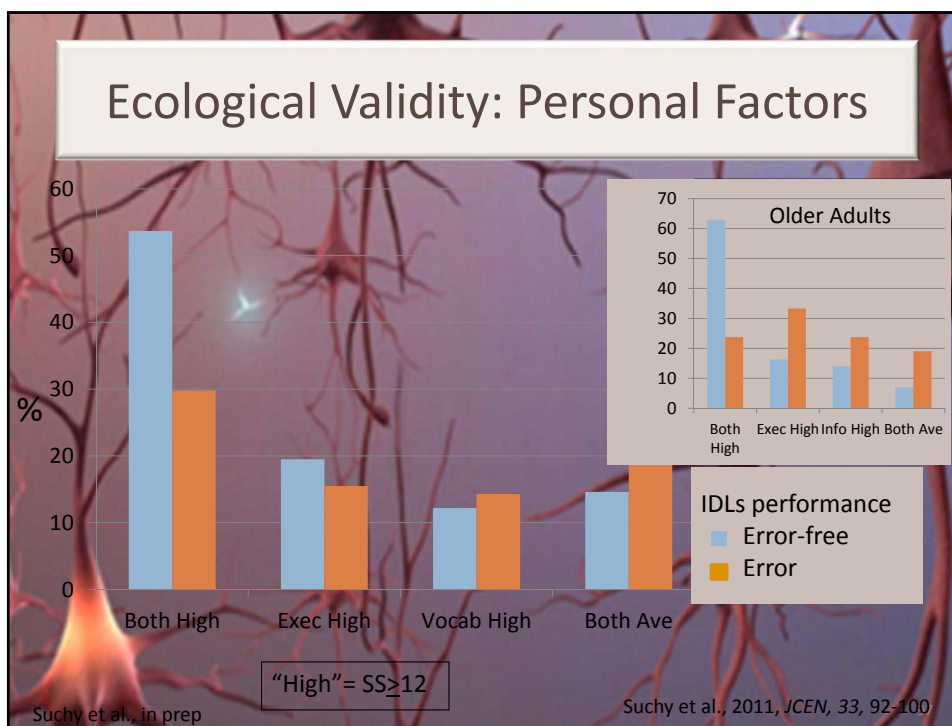 Ecological Validity: Personal Factors
60
50
40
30
20
10
0
%
Both High Exec High Vocab High Both Ave
70
60
50
40
30
20
10
0
Older Adults
Both High Exec High Info High Both Ave
IDLs performance
Error-free
Error
“High”= SS≥12
Suchy et al., in prep
Suchy et al., 2011, JCEN, 33, 92-100